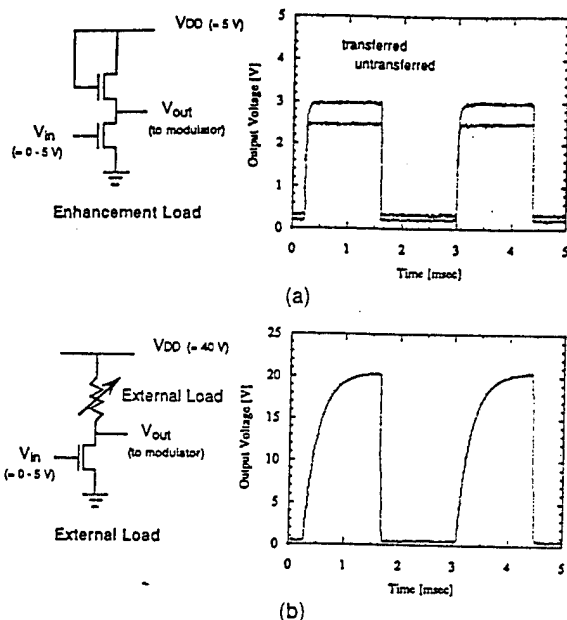 VDD (= 5 V)
Vout
(to modulator)
Vin
(= 0 - 5 V)
Enhancement Load
transferred
untransferred
Output Voltage [V]
5
4
3
2
1
0
0 1 2 3 4 5
Time [msec]
(a)
VDD (= 40 V)
External Load
Vout
(to modulator)
Vin
(= 0 - 5 V)
External Load
Output Voltage [V]
25
20
15
10
5
0
0 1 2 3 4 5
Time [msec]
(b)